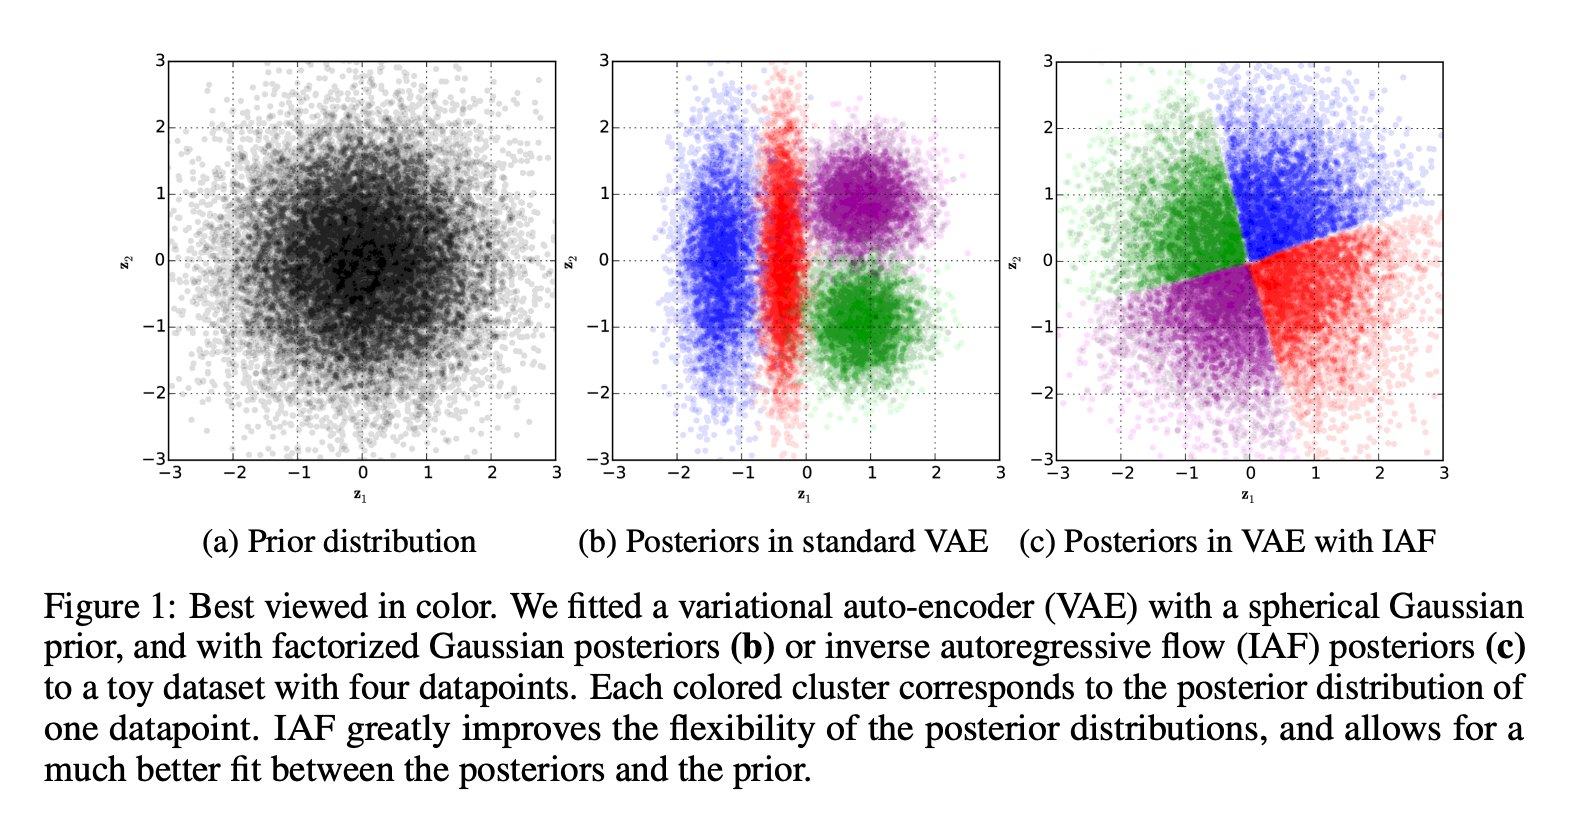 3
2
1
0
−1
−2
−3
z2
−3 −2 −1 0 1 2 3
z1
3
2
1
0
−1
−2
−3
z2
−3 −2 −1 0 1 2 3
z1
3
2
1
0
−1
−2
−3
z2
−3 −2 −1 0 1 2 3
z1
(a) Prior distribution
(b) Posteriors in standard VAE
(c) Posteriors in VAE with IAF
Figure 1: Best viewed in color. We fitted a variational auto-encoder (VAE) with a spherical Gaussian
prior, and with factorized Gaussian posteriors (b) or inverse autoregressive flow (IAF) posteriors (c)
to a toy dataset with four datapoints. Each colored cluster corresponds to the posterior distribution of
one datapoint. IAF greatly improves the flexibility of the posterior distributions, and allows for a
much better fit between the posteriors and the prior.